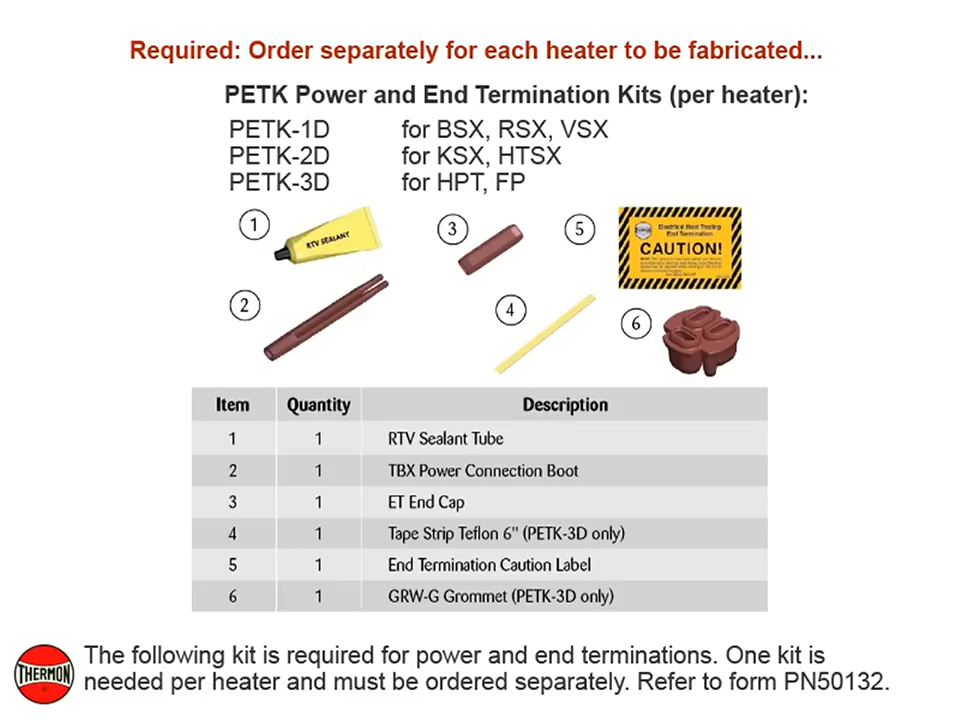 Required: Order separately for each heater to be fabricated...
PETK Power and End Termination Kits (per heater):
PETK-1D for BSX, RSX, VSX
PETK-2D for KSX, HTSX
PETK-3D for HPT, FP
1
RTV SEALANT
3
5
Electrical Heat Tracing
End Termination
CAUTION!
2
4
6
Item Quantity Description
1 1 RTV Sealant Tube
2 1 TBX Power Connection Boot
3 1 ET End Cap
4 1 Tape Strip Teflon 6" (PETK-3D only)
5 1 End Termination Caution Label
6 1 GRW-G Grommet (PETK-3D only)
THERMON
The following kit is required for power and end terminations. One kit is
needed per heater and must be ordered separately. Refer to form PN50132.